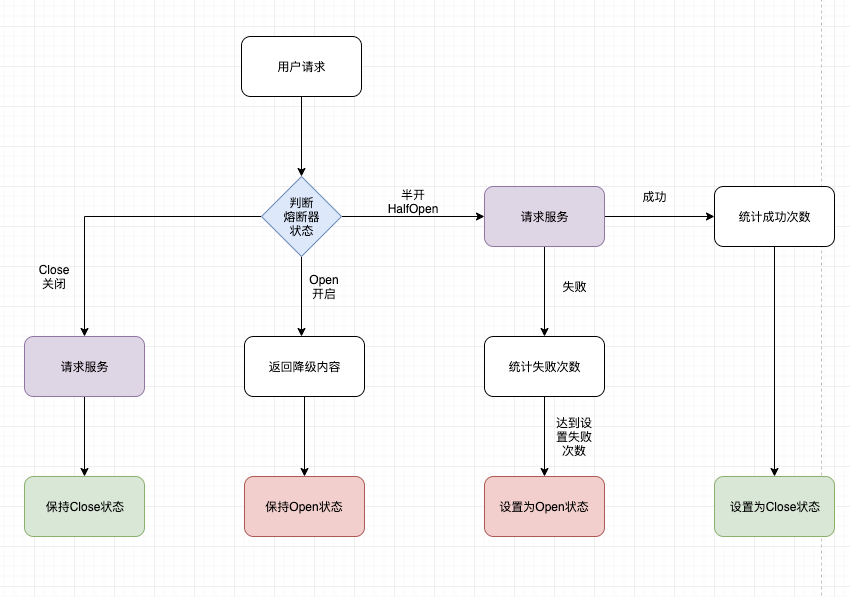 用户请求
判断
熔断器
状态
半开
HalfOpen
请求服务
成功
统计成功次数
Close
关闭
Open
开启
失败
请求服务
返回降级内容
统计失败次数
达到设
置失败
次数
保持Close状态
保持Open状态
设置为Open状态
设置为Close状态